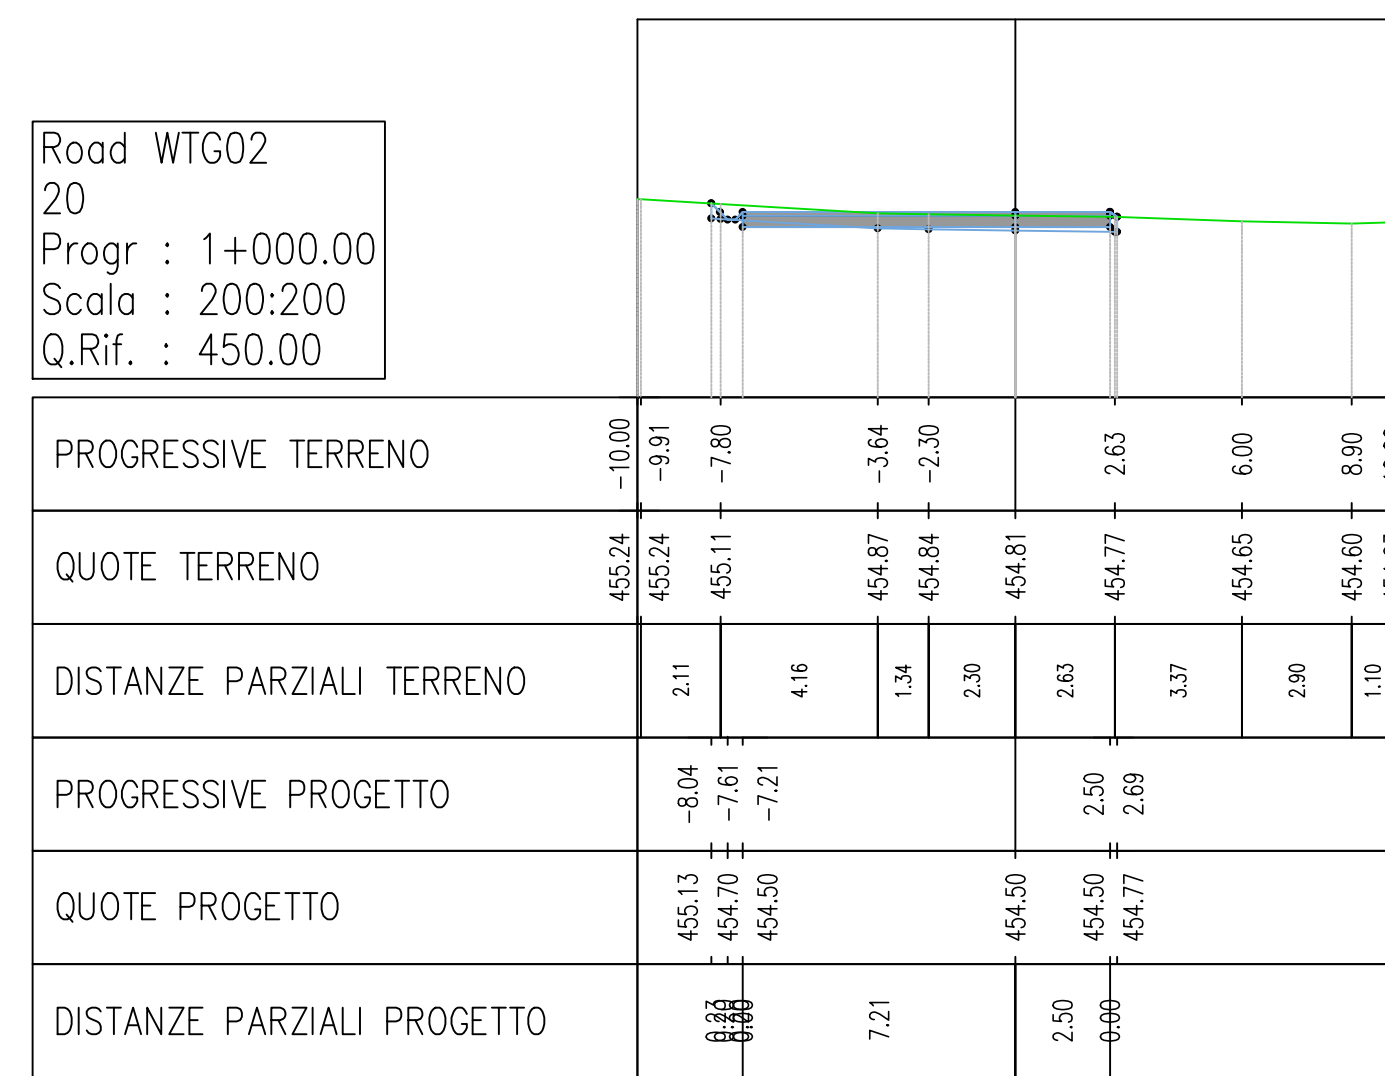 Road WTG02
20
Progr : 1+000.00
Scala : 200:200
Q.Rif. : 450.00
PROGRESSIVE TERRENO -10.00 -9.91 -7.80 -3.64 -2.30 2.63 6.00 8.90
QUOTE TERRENO 455.24 455.24 455.11 454.87 454.84 454.81 454.77 454.65 454.60
DISTANZE PARZIALI TERRENO 2.11 4.16 1.34 2.30 2.63 3.37 2.90 1.10
PROGRESSIVE PROGETTO -8.04 -7.61 -7.21 2.50 2.69
QUOTE PROGETTO 455.13 454.70 454.50 454.50 454.50 454.77
DISTANZE PARZIALI PROGETTO 7.21 2.50 0.00